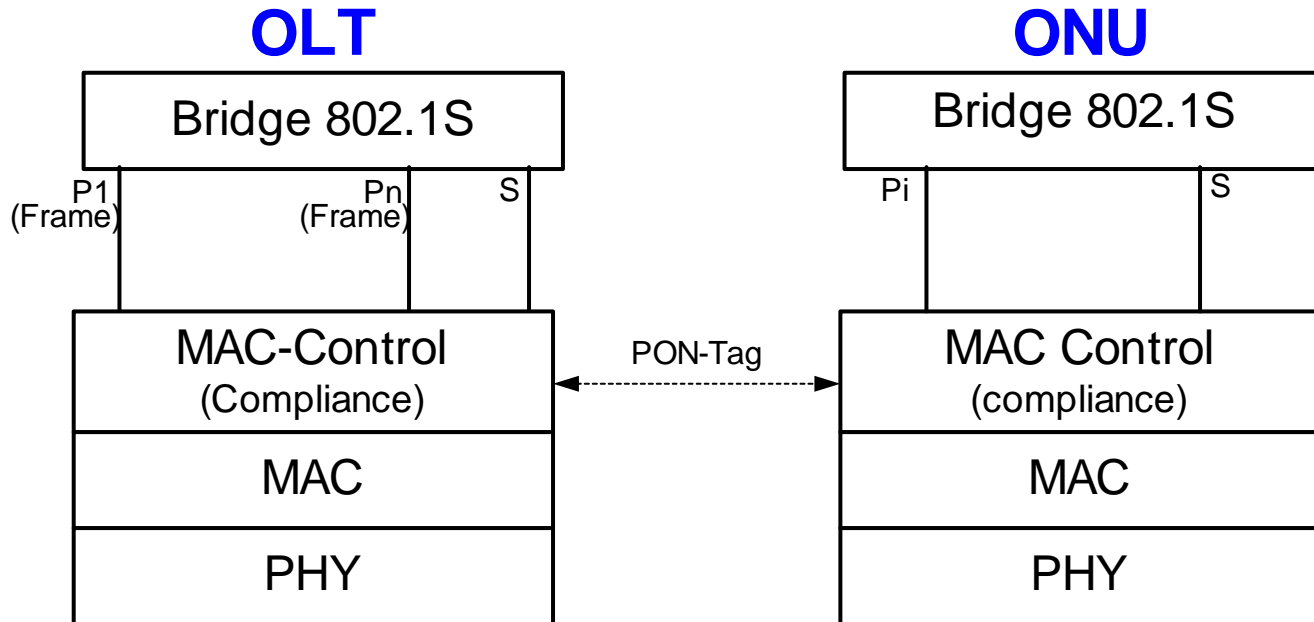 OLT
ONU
Bridge 802.1S
Bridge 802.1S
P1
(Frame)
Pn
(Frame)
S
Pi
S
MAC-Control
(Compliance)
PON-Tag
MAC Control
(compliance)
MAC
MAC
PHY
PHY